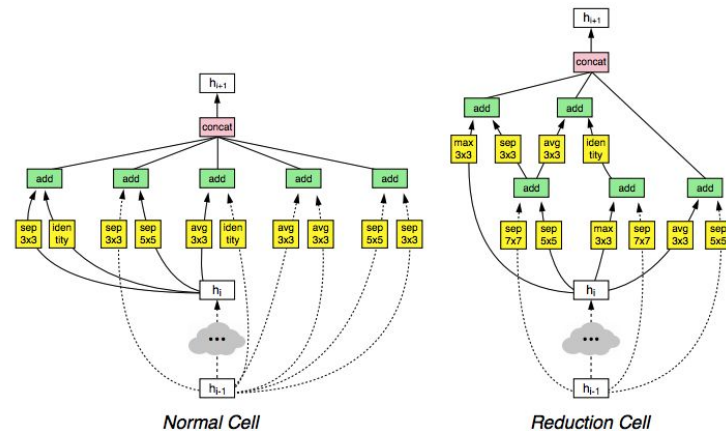 h_{i+1}
concat
add
add
add
add
add
sep
3x3
iden
tity
sep
3x3
sep
5x5
avg
3x3
iden
tity
avg
3x3
avg
3x3
sep
5x5
sep
3x3
h_i
...
h_{i-1}
Normal Cell
h_{i+1}
concat
add
add
max
3x3
sep
3x3
avg
3x3
iden
tity
add
add
add
sep
7x7
sep
5x5
max
3x3
sep
7x7
avg
3x3
sep
5x5
h_i
...
h_{i-1}
Reduction Cell